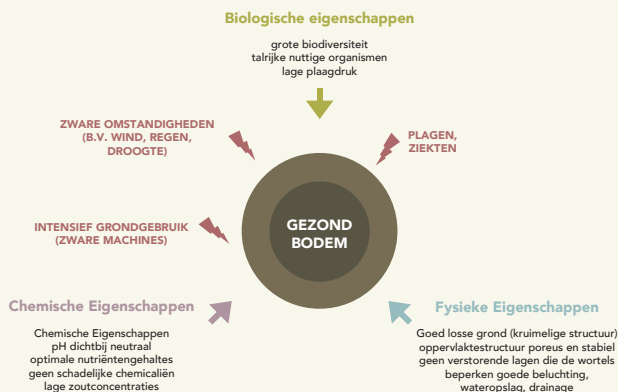 Biologische eigenschappen
grote biodiversiteit
talrijke nuttige organismen
lage plaagdruk
ZWARE OMSTANDIGHEDEN
(B.V. WIND, REGEN,
DROOGTE)
PLAGEN,
ZIEKTEN
INTENSIEF GRONDGEBRUIK
(ZWARE MACHINES)
GEZOND
BODEM
Chemische Eigenschappen
Chemische Eigenschappen
pH dichtbij neutraal
optimale nutriëntengehaltes
geen schadelijke chemicaliën
lage zoutconcentraties
Fysieke Eigenschappen
Goed losse grond (kruimelige structuur)
oppervlaktestructuur poreus en stabiel
geen verstorende lagen die de wortels
beperken goede beluchting,
wateropslag, drainage